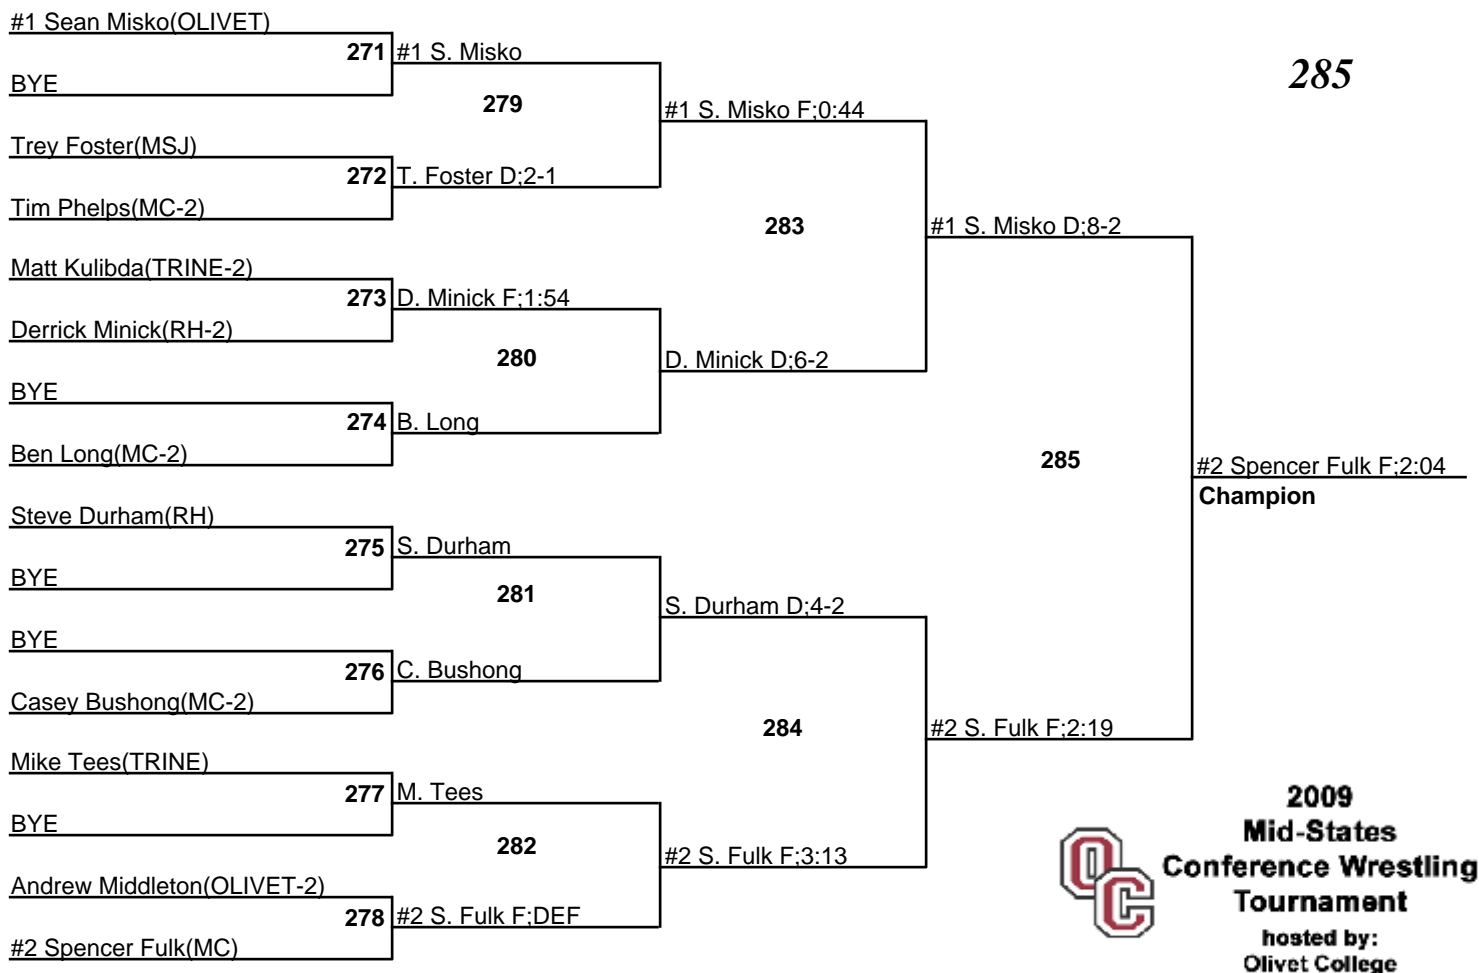 #1 Sean Misko(OLIVET)
271
#1 S. Misko
BYE
279
#1 S. Misko F;0:44
285
Trey Foster(MSJ)
272
T. Foster D;2-1
Tim Phelps(MC-2)
283
#1 S. Misko D;8-2
Matt Kulibda(TRINE-2)
273
D. Minick F;1:54
Derrick Minick(RH-2)
280
D. Minick D;6-2
BYE
274
B. Long
Ben Long(MC-2)
285
#2 Spencer Fulk F;2:04
Champion
Steve Durham(RH)
275
S. Durham
BYE
281
S. Durham D;4-2
BYE
276
C. Bushong
Casey Bushong(MC-2)
284
#2 S. Fulk F;2:19
Mike Tees(TRINE)
277
M. Tees
BYE
282
#2 S. Fulk F;3:13
Andrew Middleton(OLIVET-2)
278
#2 S. Fulk F;DEF
#2 Spencer Fulk(MC)
OC
2009
Mid-States
Conference Wrestling
Tournament
hosted by:
Olivet College